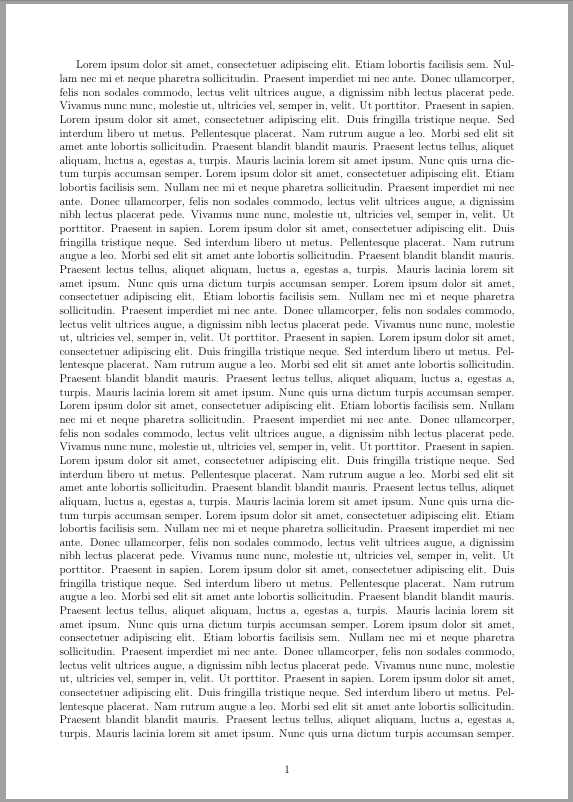 Lorem ipsum dolor sit amet, consectetuer adipiscing elit. Etiam lobortis facilisis sem. Nul-
lam nec mi et neque pharetra sollicitudin. Praesent imperdiet mi nec ante. Donec ullamcorper,
felis non sodales commodo, lectus velit ultrices augue, a dignissim nibh lectus placerat pede.
Vivamus nunc nunc, molestie ut, ultricies vel, semper in, velit. Ut porttitor. Praesent in sapien.
Lorem ipsum dolor sit amet, consectetuer adipiscing elit. Duis fringilla tristique neque. Sed
interdum libero ut metus. Pellentesque placerat. Nam rutrum augue a leo. Morbi sed elit sit
amet ante lobortis sollicitudin. Praesent blandit blandit mauris. Praesent lectus tellus, aliquet
aliquam, luctus a, egestas a, turpis. Mauris lacinia lorem sit amet ipsum. Nunc quis urna dic-
tum turpis accumsan semper. Lorem ipsum dolor sit amet, consectetuer adipiscing elit. Etiam
lobortis facilisis sem. Nullam nec mi et neque pharetra sollicitudin. Praesent imperdiet mi nec
ante. Donec ullamcorper, felis non sodales commodo, lectus velit ultrices augue, a dignissim
nibh lectus placerat pede. Vivamus nunc nunc, molestie ut, ultricies vel, semper in, velit. Ut
porttitor. Praesent in sapien. Lorem ipsum dolor sit amet, consectetuer adipiscing elit. Duis
fringilla tristique neque. Sed interdum libero ut metus. Pellentesque placerat. Nam rutrum
augue a leo. Morbi sed elit sit amet ante lobortis sollicitudin. Praesent blandit blandit mauris.
Praesent lectus tellus, aliquet aliquam, luctus a, egestas a, turpis. Mauris lacinia lorem sit
amet ipsum. Nunc quis urna dictum turpis accumsan semper. Lorem ipsum dolor sit amet,
consectetuer adipiscing elit. Etiam lobortis facilisis sem. Nullam nec mi et neque pharetra
sollicitudin. Praesent imperdiet mi nec ante. Donec ullamcorper, felis non sodales commodo,
lectus velit ultrices augue, a dignissim nibh lectus placerat pede. Vivamus nunc nunc, molestie
ut, ultricies vel, semper in, velit. Ut porttitor. Praesent in sapien. Lorem ipsum dolor sit amet,
consectetuer adipiscing elit. Duis fringilla tristique neque. Sed interdum libero ut metus. Pel-
lentesque placerat. Nam rutrum augue a leo. Morbi sed elit sit amet ante lobortis sollicitudin.
Praesent blandit blandit mauris. Praesent lectus tellus, aliquet aliquam, luctus a, egestas a,
turpis. Mauris lacinia lorem sit amet ipsum. Nunc quis urna dictum turpis accumsan semper.
Lorem ipsum dolor sit amet, consectetuer adipiscing elit. Etiam lobortis facilisis sem. Nullam
nec mi et neque pharetra sollicitudin. Praesent imperdiet mi nec ante. Donec ullamcorper,
felis non sodales commodo, lectus velit ultrices augue, a dignissim nibh lectus placerat pede.
Vivamus nunc nunc, molestie ut, ultricies vel, semper in, velit. Ut porttitor. Praesent in sapien.
Lorem ipsum dolor sit amet, consectetuer adipiscing elit. Duis fringilla tristique neque. Sed
interdum libero ut metus. Pellentesque placerat. Nam rutrum augue a leo. Morbi sed elit sit
amet ante lobortis sollicitudin. Praesent blandit blandit mauris. Praesent lectus tellus, aliquet
aliquam, luctus a, egestas a, turpis. Mauris lacinia lorem sit amet ipsum. Nunc quis urna dic-
tum turpis accumsan semper. Lorem ipsum dolor sit amet, consectetuer adipiscing elit. Etiam
lobortis facilisis sem. Nullam nec mi et neque pharetra sollicitudin. Praesent imperdiet mi nec
ante. Donec ullamcorper, felis non sodales commodo, lectus velit ultrices augue, a dignissim
nibh lectus placerat pede. Vivamus nunc nunc, molestie ut, ultricies vel, semper in, velit. Ut
porttitor. Praesent in sapien. Lorem ipsum dolor sit amet, consectetuer adipiscing elit. Duis
fringilla tristique neque. Sed interdum libero ut metus. Pellentesque placerat. Nam rutrum
augue a leo. Morbi sed elit sit amet ante lobortis sollicitudin. Praesent blandit blandit mauris.
Praesent lectus tellus, aliquet aliquam, luctus a, egestas a, turpis. Mauris lacinia lorem sit
amet ipsum. Nunc quis urna dictum turpis accumsan semper. Lorem ipsum dolor sit amet,
consectetuer adipiscing elit. Etiam lobortis facilisis sem. Nullam nec mi et neque pharetra
sollicitudin. Praesent imperdiet mi nec ante. Donec ullamcorper, felis non sodales commodo,
lectus velit ultrices augue, a dignissim nibh lectus placerat pede. Vivamus nunc nunc, molestie
ut, ultricies vel, semper in, velit. Ut porttitor. Praesent in sapien. Lorem ipsum dolor sit amet,
consectetuer adipiscing elit. Duis fringilla tristique neque. Sed interdum libero ut metus. Pel-
lentesque placerat. Nam rutrum augue a leo. Morbi sed elit sit amet ante lobortis sollicitudin.
Praesent blandit blandit mauris. Praesent lectus tellus, aliquet aliquam, luctus a, egestas a,
turpis. Mauris lacinia lorem sit amet ipsum. Nunc quis urna dictum turpis accumsan semper.
1